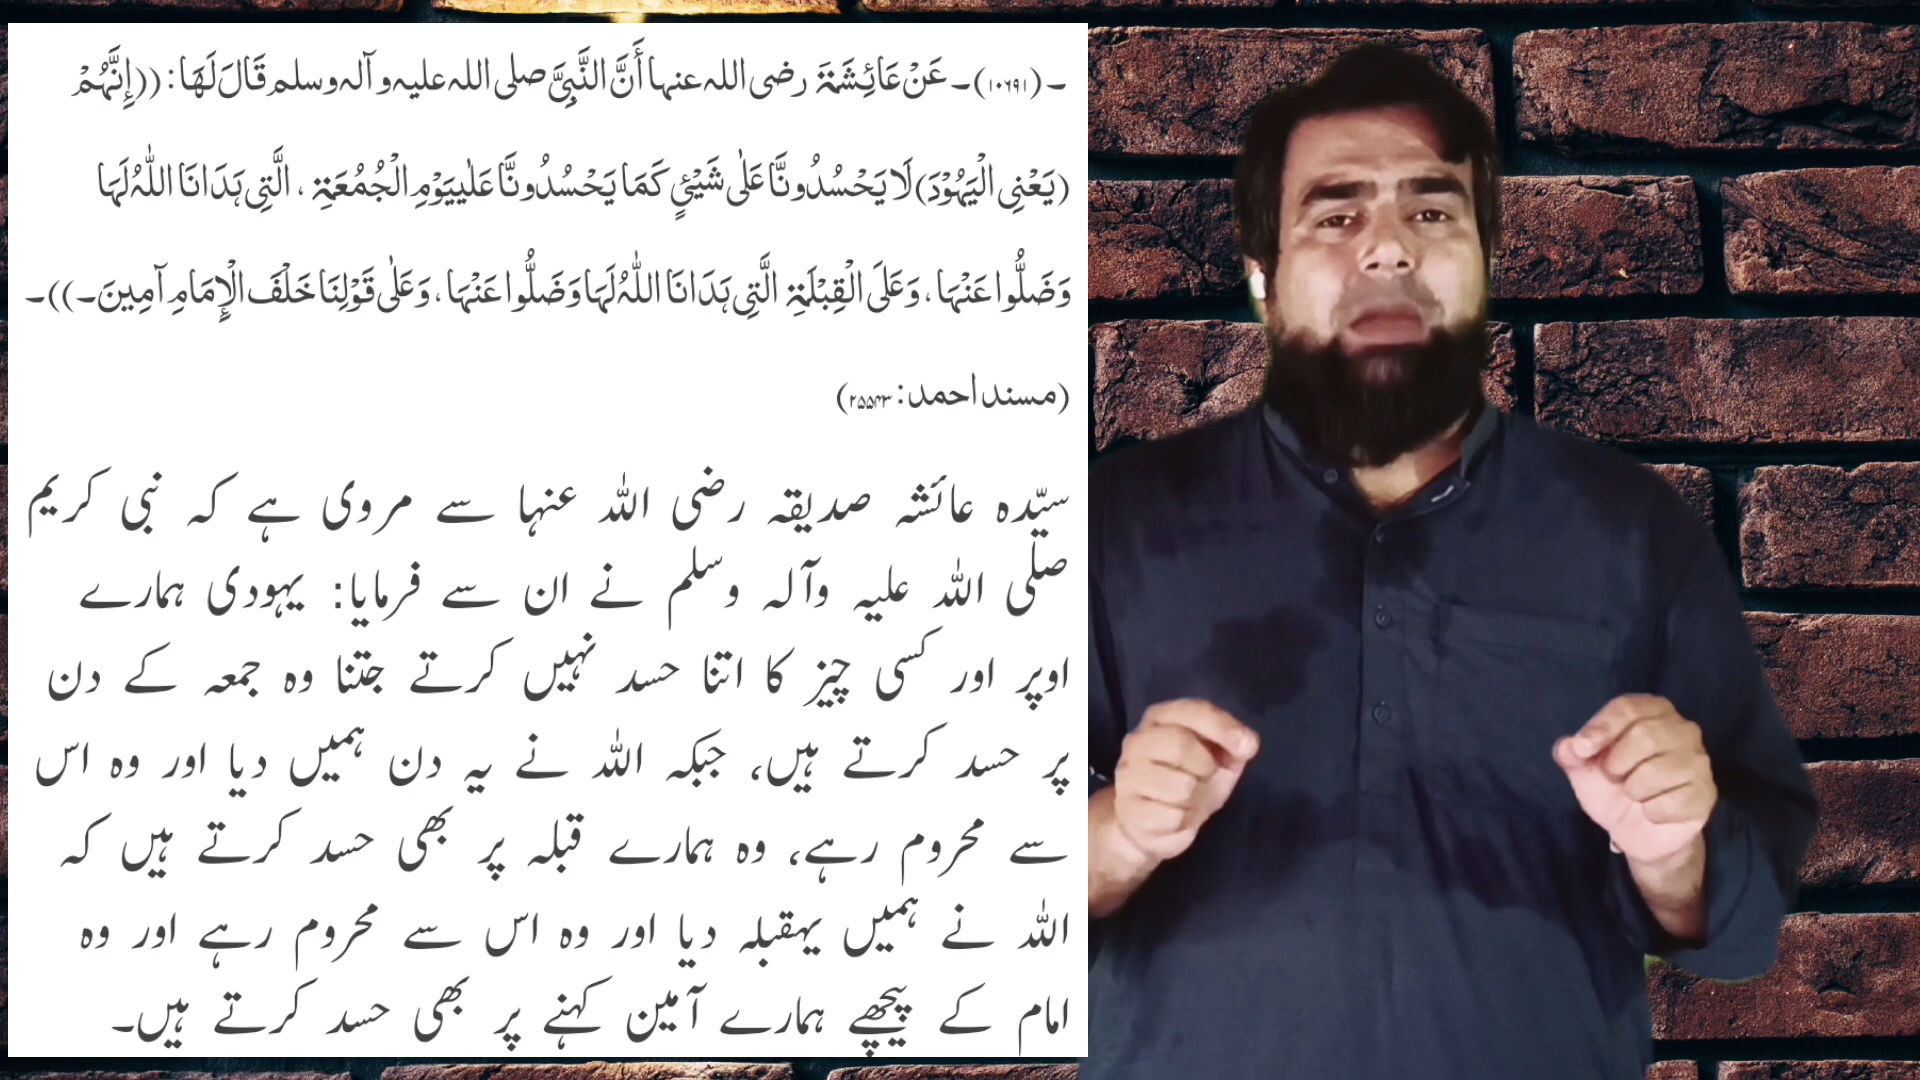 ۔ (۱۰۶۹۱)۔ عَنْ عَائِشَۃَ رضی اللہ عنہا أَنَّ النَّبِیَّ صلی اللہ علیہ وآلہ وسلم قَالَ لَھَا: ((إِنَّہُمْ
(یَعْنِی الْیَہُوْدَ) لَا یَحْسُدُونَّا عَلٰی شَیْئٍ کَمَا یَحْسُدُونَّا عَلٰییَوْمِ الْجُمُعَۃِ، الَّتِی ہَدَانَا اللّٰہُ لَہَا
وَضَلُّوا عَنْہَا، وَعَلَی الْقِبْلَۃِ الَّتِی ہَدَانَا اللّٰہُ لَہَا وَضَلُّوا عَنْہَا، وَعَلٰی قَوْلِنَا خَلْفَ الْإِمَامِ آمِینَ۔))۔
(مسند احمد: ۲۵۵۴۳)
سیّدہ عائشہ صدیقہ ‌رضی ‌اللہ ‌عنہا سے مروی ہے کہ نبی کریم
صلی اللہ علیہ وآلہ وسلم نے ان سے فرمایا: یہودی ہمارے
اوپر اور کسی چیز کا اتنا حسد نہیں کرتے جتنا وہ جمعہ کے دن
پر حسد کرتے ہیں، جبکہ اللہ نے یہ دن ہمیں دیا اور وہ اس
سے محروم رہے، وہ ہمارے قبلہ پر بھی حسد کرتے ہیں کہ
اللہ نے ہمیں یہقبلہ دیا اور وہ اس سے محروم رہے اور وہ
امام کے پیچھے ہمارے آمین کہنے پر بھی حسد کرتے ہیں۔